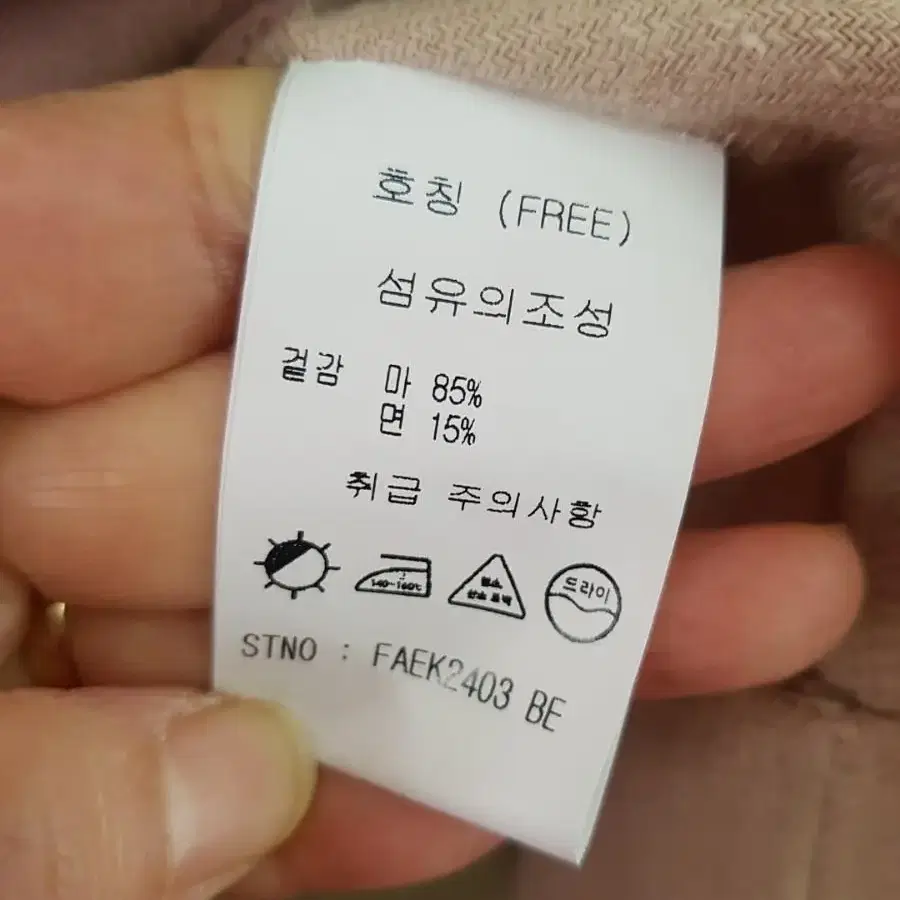 호칭 (FREE)
섬유의조성
겉감 마 85%
면 15%
취급 주의사항
140~160℃
드라이
STNO : FAEK2403 BE